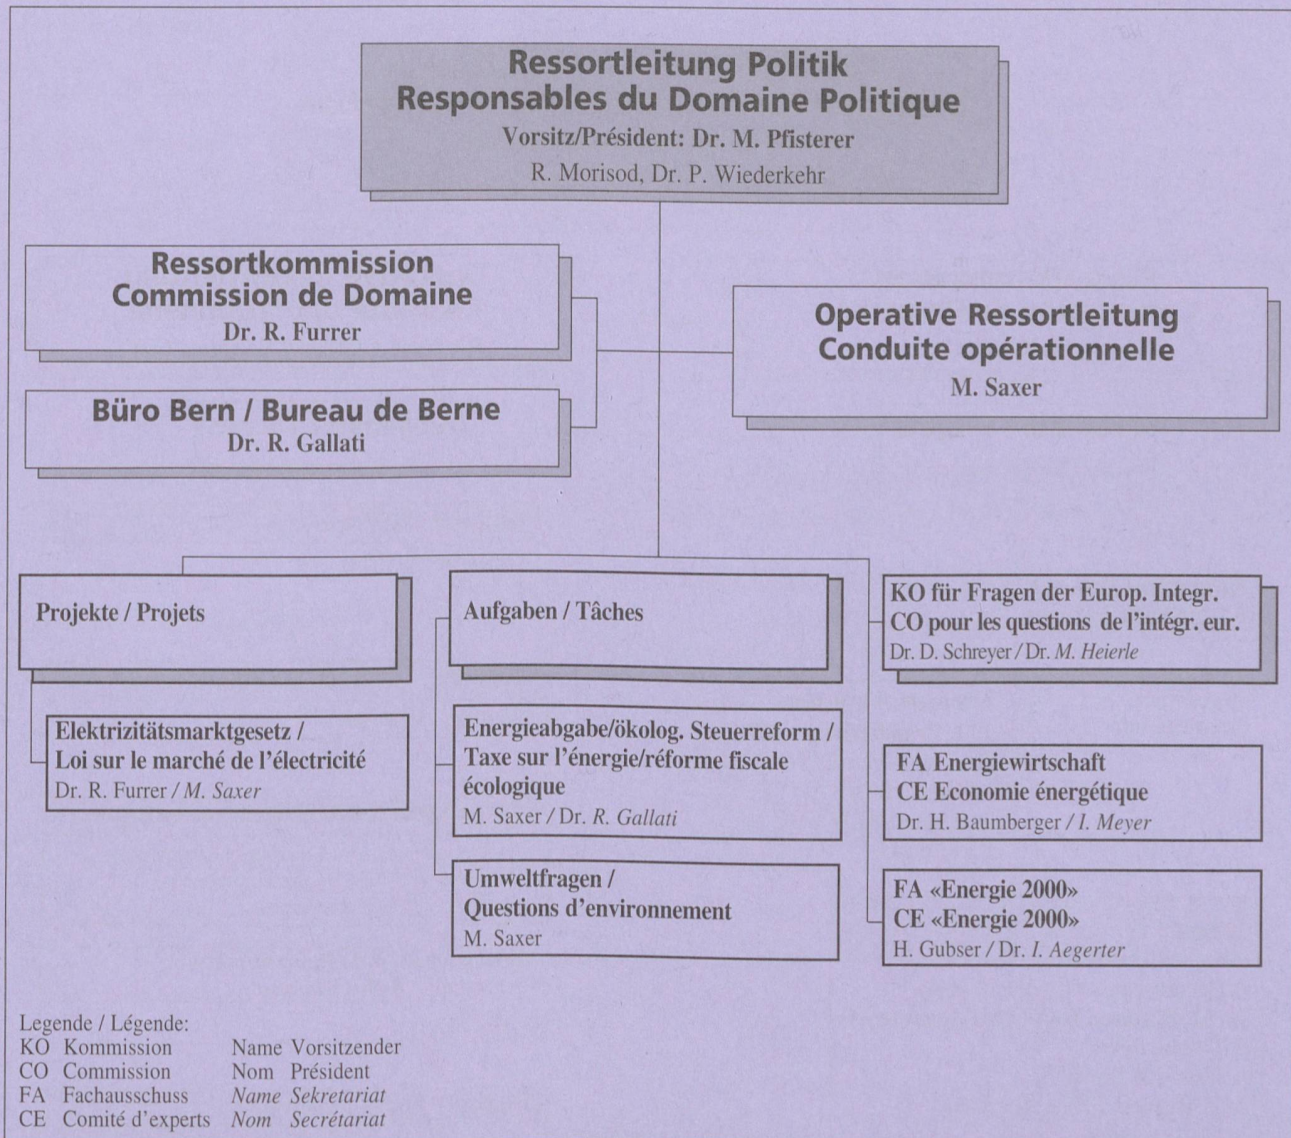 Ressortleitung Politik
Responsables du Domaine Politique
Vorsitz/Président: Dr. M. Pfisterer
R. Morisod, Dr. P. Wiederkehr
Ressortkommission
Commission de Domaine
Dr. R. Furrer
Operative Ressortleitung
Conduite opérationnelle
M. Saxer
Büro Bern / Bureau de Berne
Dr. R. Gallati
Projekte / Projets
Elektrizitätsmarktgesetz /
Loi sur le marché de l'électricité
Dr. R. Furrer / M. Saxer
Aufgaben / Tâches
Energieabgabe/ökolog. Steuerreform /
Taxe sur l'énergie/réforme fiscale
écologique
M. Saxer / Dr. R. Gallati
Umweltfragen /
Questions d'environnement
M. Saxer
KO für Fragen der Europ. Integr.
CO pour les questions de l'intégr. eur.
Dr. D. Schreyer / Dr. M. Heierle
FA Energiewirtschaft
CE Economie énergétique
Dr. H. Baumberger / I. Meyer
FA «Energie 2000»
CE «Energie 2000»
H. Gubser / Dr. I. Aegerter
Legende / Légende:
KO Kommission Name Vorsitzender
CO Commission Nom Président
FA Fachausschuss Name Sekretariat
CE Comité d'experts Nom Secrétariat